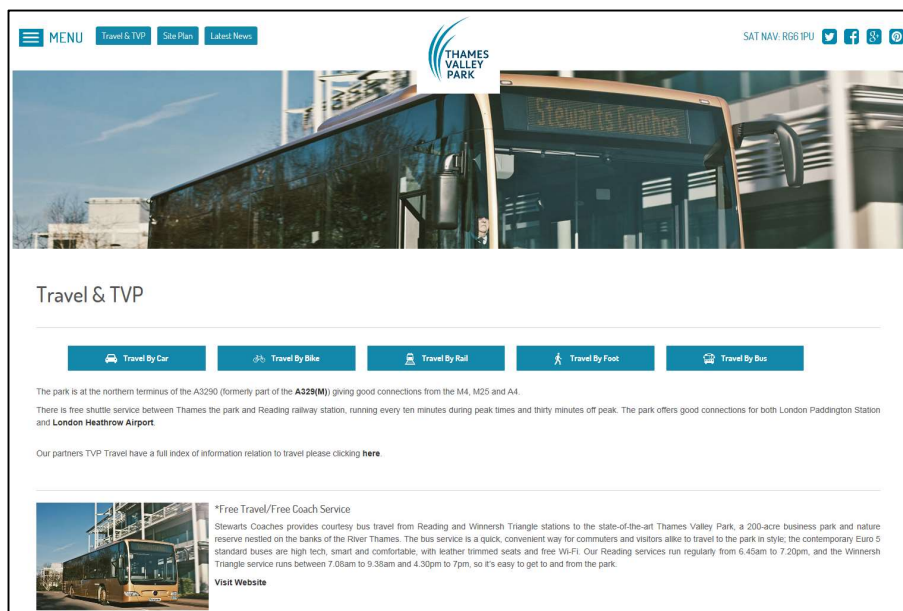 MENU
Travel & TVP
Site Plan
Latest News
THAMES
VALLEY
PARK
SAT NAV: RG6 1PU
Stewarts Coaches
Travel & TVP
Travel By Car
Travel By Bike
Travel By Rail
Travel By Foot
Travel By Bus
The park is at the northern terminus of the A3290 (formerly part of the A329(M)) giving good connections from the M4, M25 and A4.
There is free shuttle service between Thames the park and Reading railway station, running every ten minutes during peak times and thirty minutes off peak. The park offers good connections for both London Paddington Station
and London Heathrow Airport.
Our partners TVP Travel have a full index of information relation to travel please clicking here.
*Free Travel/Free Coach Service
Stewarts Coaches provides courtesy bus travel from Reading and Winnersh Triangle stations to the state-of-the-art Thames Valley Park, a 200-acre business park and nature
reserve nestled on the banks of the River Thames. The bus service is a quick, convenient way for commuters and visitors alike to travel to the park in style; the contemporary Euro 5
standard buses are high tech, smart and comfortable, with leather trimmed seats and free Wi-Fi. Our Reading services run regularly from 6.45am to 7.20pm, and the Winnersh
Triangle service runs between 7.08am to 9.38am and 4.30pm to 7pm, so it's easy to get to and from the park.
Visit Website